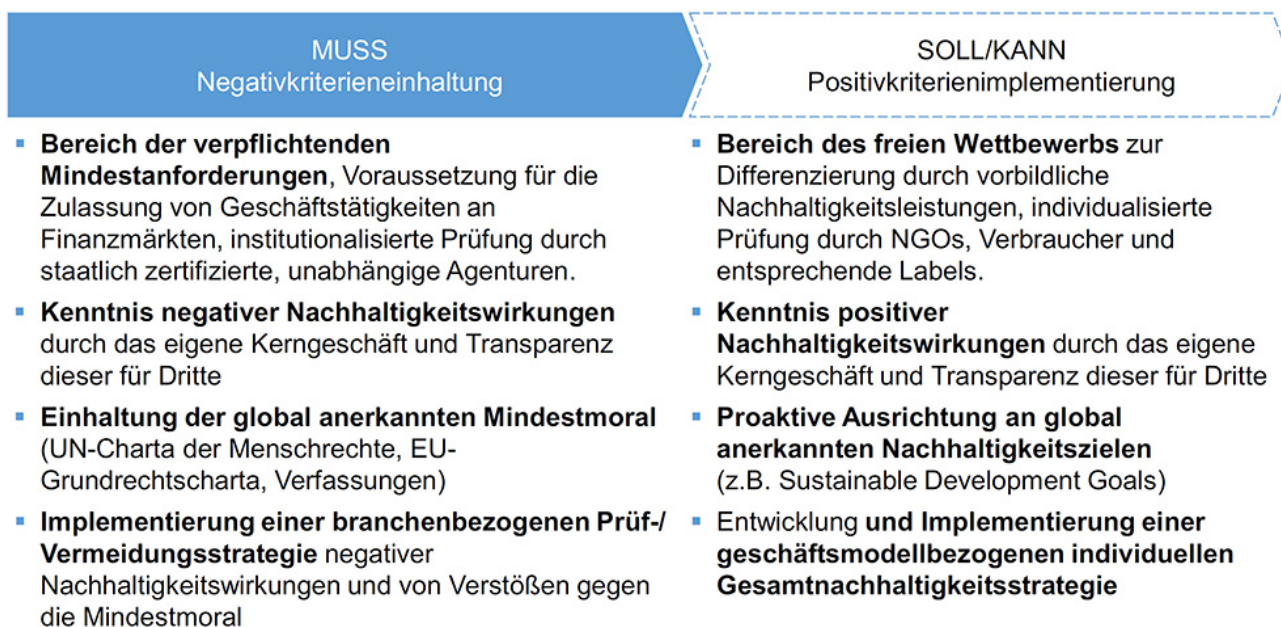 MUSS
Negativkriterieneinhaltung
▪ Bereich der verpflichtenden
Mindestanforderungen, Voraussetzung für die
Zulassung von Geschäftstätigkeiten an
Finanzmärkten, institutionalisierte Prüfung durch
staatlich zertifizierte, unabhängige Agenturen.
▪ Kenntnis negativer Nachhaltigkeitswirkungen
durch das eigene Kerngeschäft und Transparenz
dieser für Dritte
▪ Einhaltung der global anerkannten Mindestmoral
(UN-Charta der Menschrechte, EU-
Grundrechtscharta, Verfassungen)
▪ Implementierung einer branchenbezogenen Prüf-/
Vermeidungsstrategie negativer
Nachhaltigkeitswirkungen und von Verstößen gegen
die Mindestmoral
SOLL/KANN
Positivkriterienimplementierung
▪ Bereich des freien Wettbewerbs zur
Differenzierung durch vorbildliche
Nachhaltigkeitsleistungen, individualisierte
Prüfung durch NGOs, Verbraucher und
entsprechende Labels.
▪ Kenntnis positiver
Nachhaltigkeitswirkungen durch das eigene
Kerngeschäft und Transparenz dieser für Dritte
▪ Proaktive Ausrichtung an global
anerkannten Nachhaltigkeitszielen
(z.B. Sustainable Development Goals)
▪ Entwicklung und Implementierung einer
geschäftsmodellbezogenen individuellen
Gesamtnachhaltigkeitsstrategie